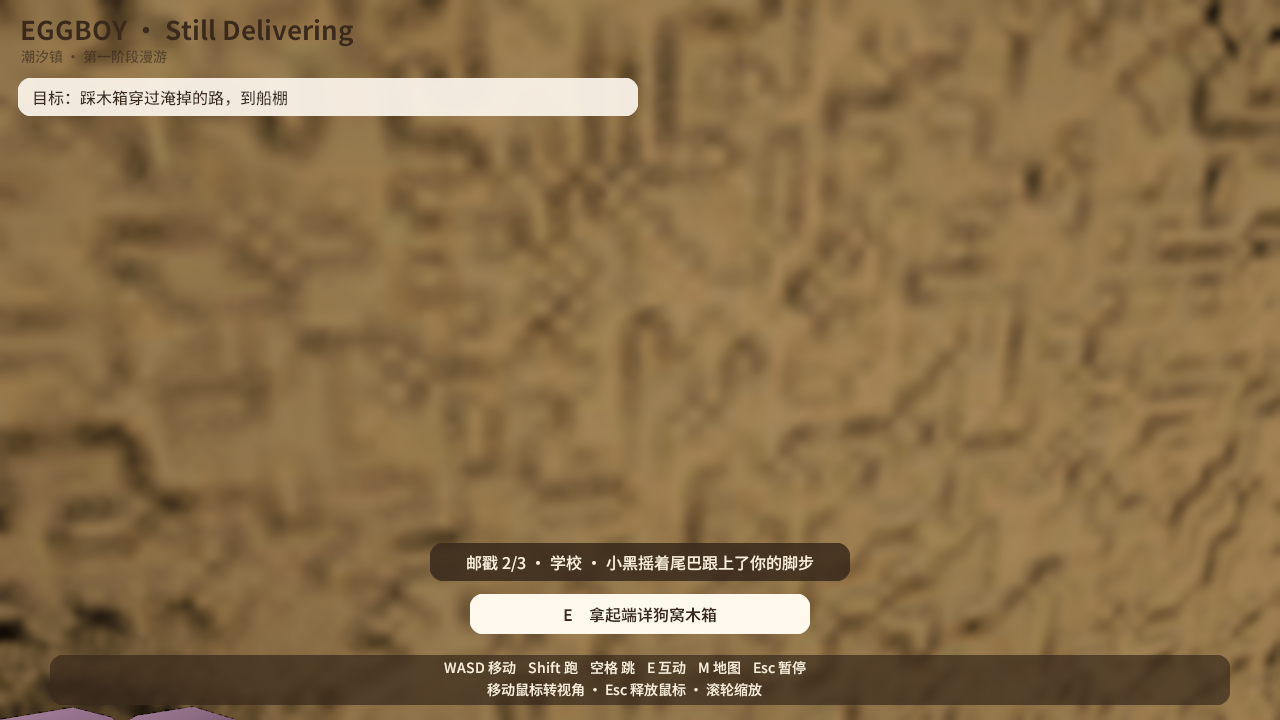 EGGBOY • Still Delivering
潮汐镇 • 第一阶段漫游
目标：踩木箱穿过淹掉的路，到船棚
邮戳 2/3 • 学校 • 小黑摇着尾巴跟上了你的脚步
E 拿起端详狗窝木箱
WASD 移动 Shift 跑 空格 跳 E 互动 M 地图 Esc 暂停
移动鼠标转视角 • Esc 释放鼠标 • 滚轮缩放